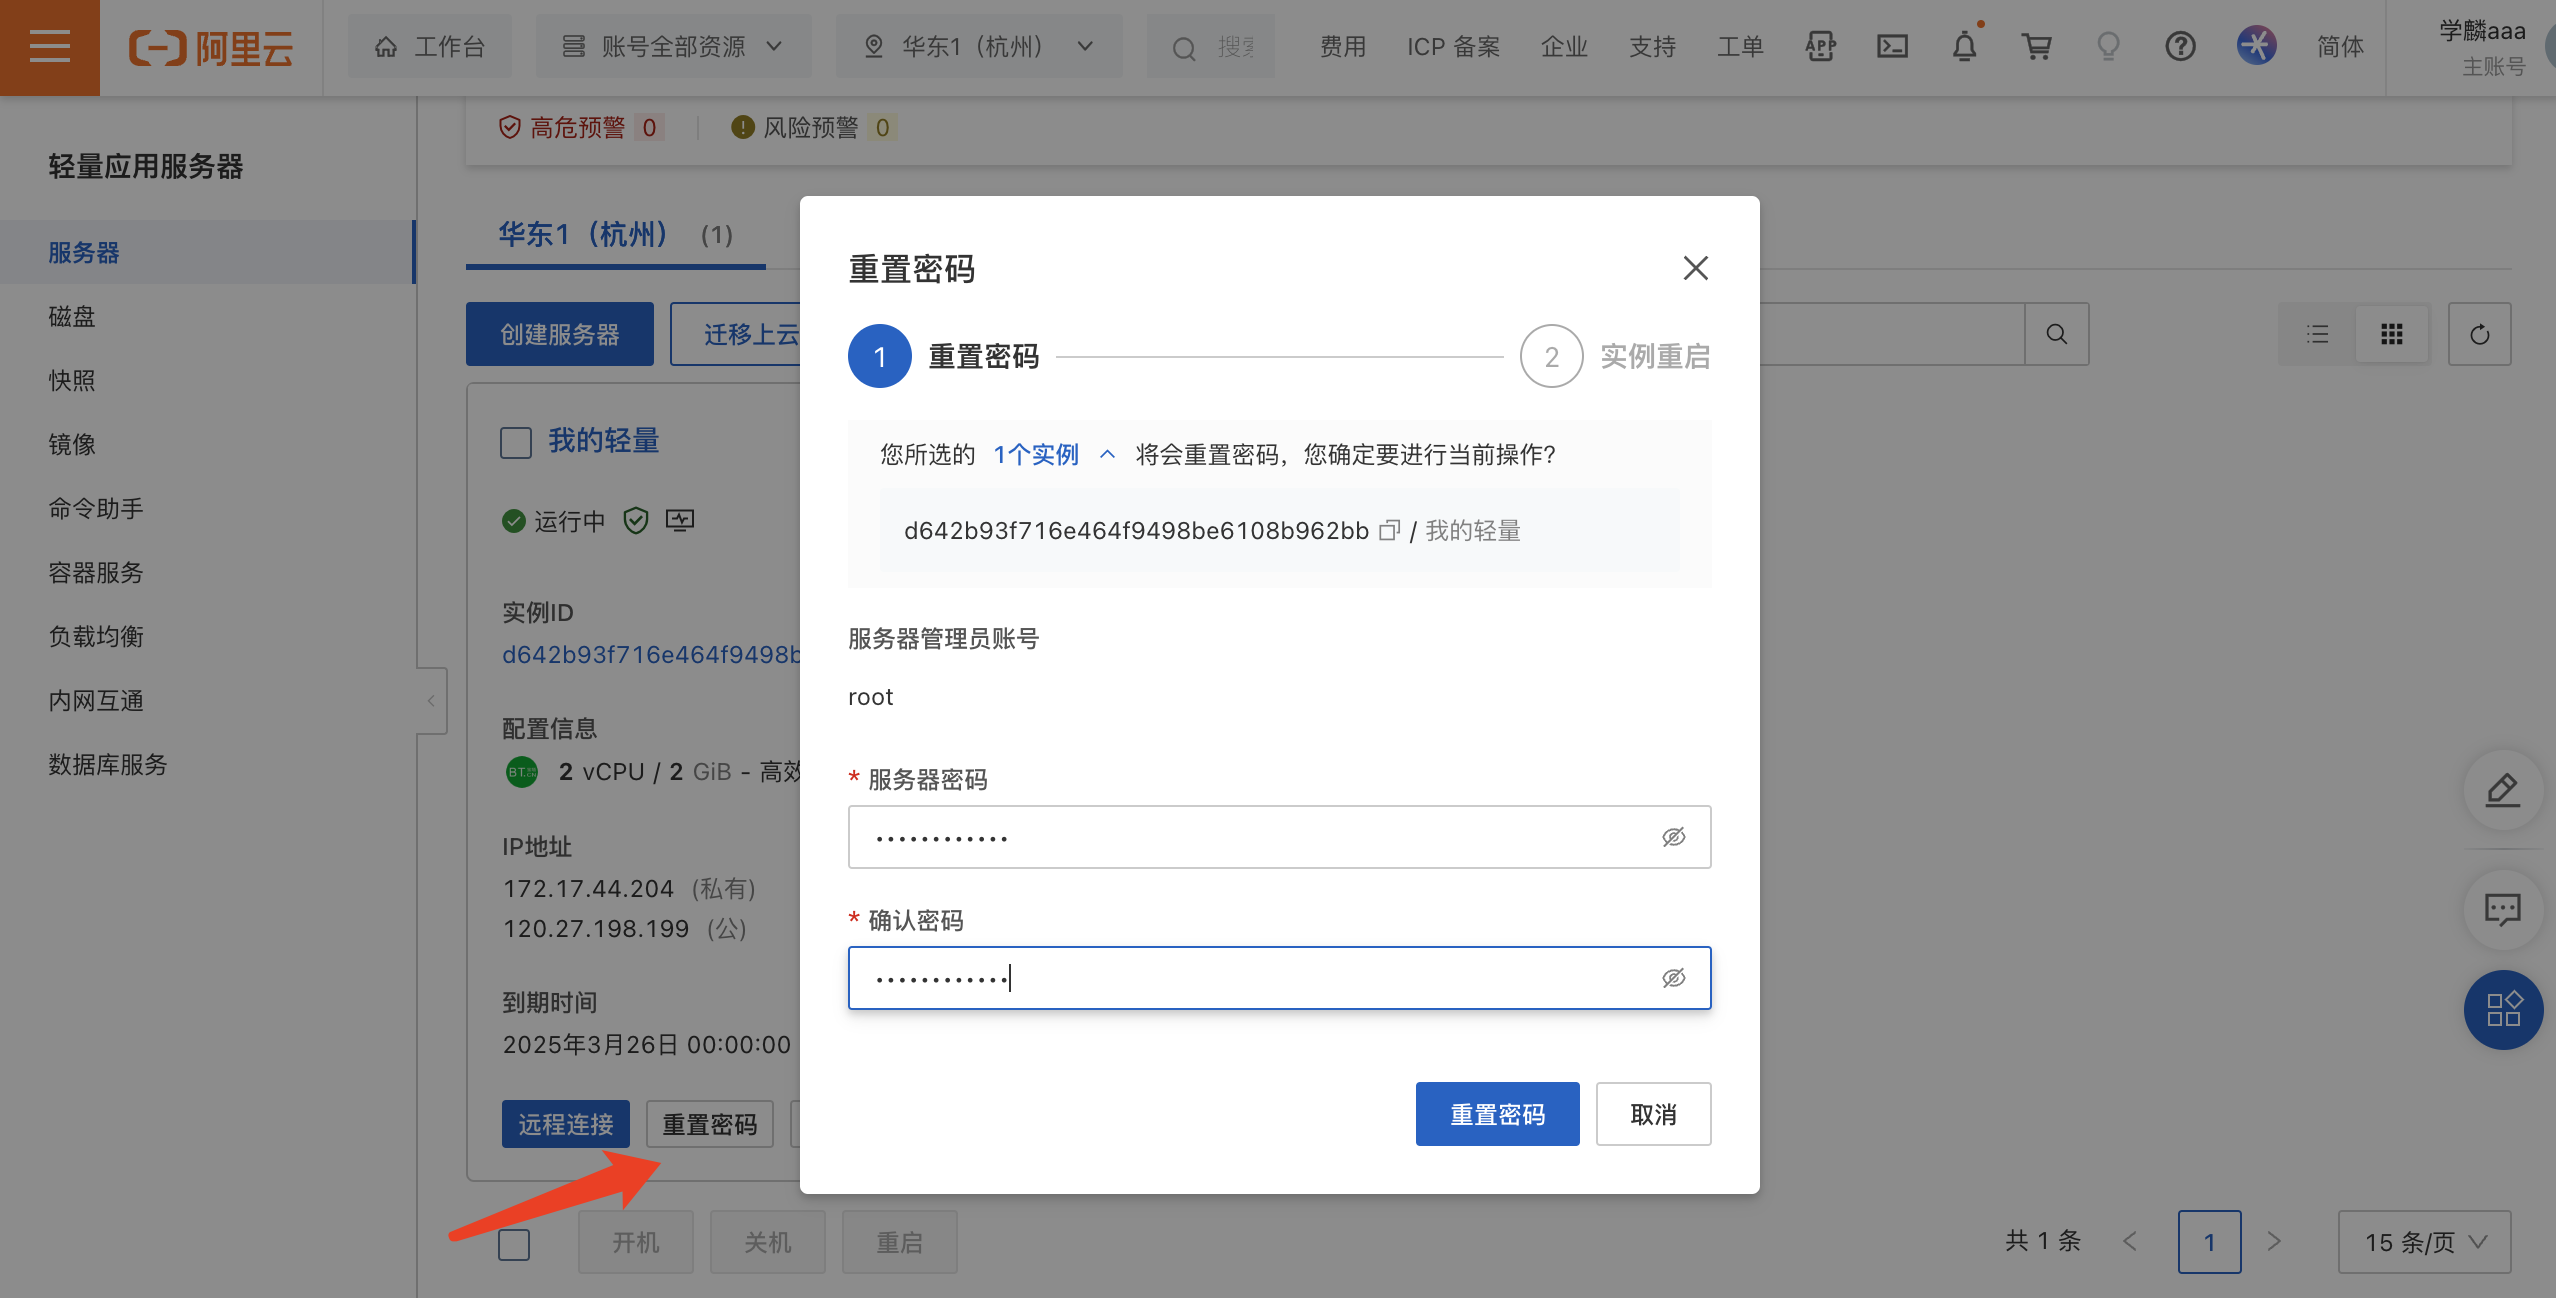 阿里云
工作台
账号全部资源
华东1（杭州）
搜索
费用
ICP 备案
企业
支持
工单
APP
简体
学麟aaa
主账号
高危预警 0
风险预警 0
轻量应用服务器
服务器
磁盘
快照
镜像
命令助手
容器服务
负载均衡
内网互通
数据库服务
华东1（杭州） (1)
创建服务器
迁移上云
我的轻量
运行中
实例ID
d642b93f716e464f9498b
配置信息
2 vCPU / 2 GiB - 高效
IP地址
172.17.44.204 (私有)
120.27.198.199 (公)
到期时间
2025年3月26日 00:00:00
远程连接
重置密码
重置密码
1 重置密码
2 实例重启
您所选的 1个实例 将会重置密码，您确定要进行当前操作?
d642b93f716e464f9498be6108b962bb / 我的轻量
服务器管理员账号
root
* 服务器密码
••••••••••••
* 确认密码
••••••••••••
重置密码
取消
开机
关机
重启
共 1 条
< 1 >
15 条/页